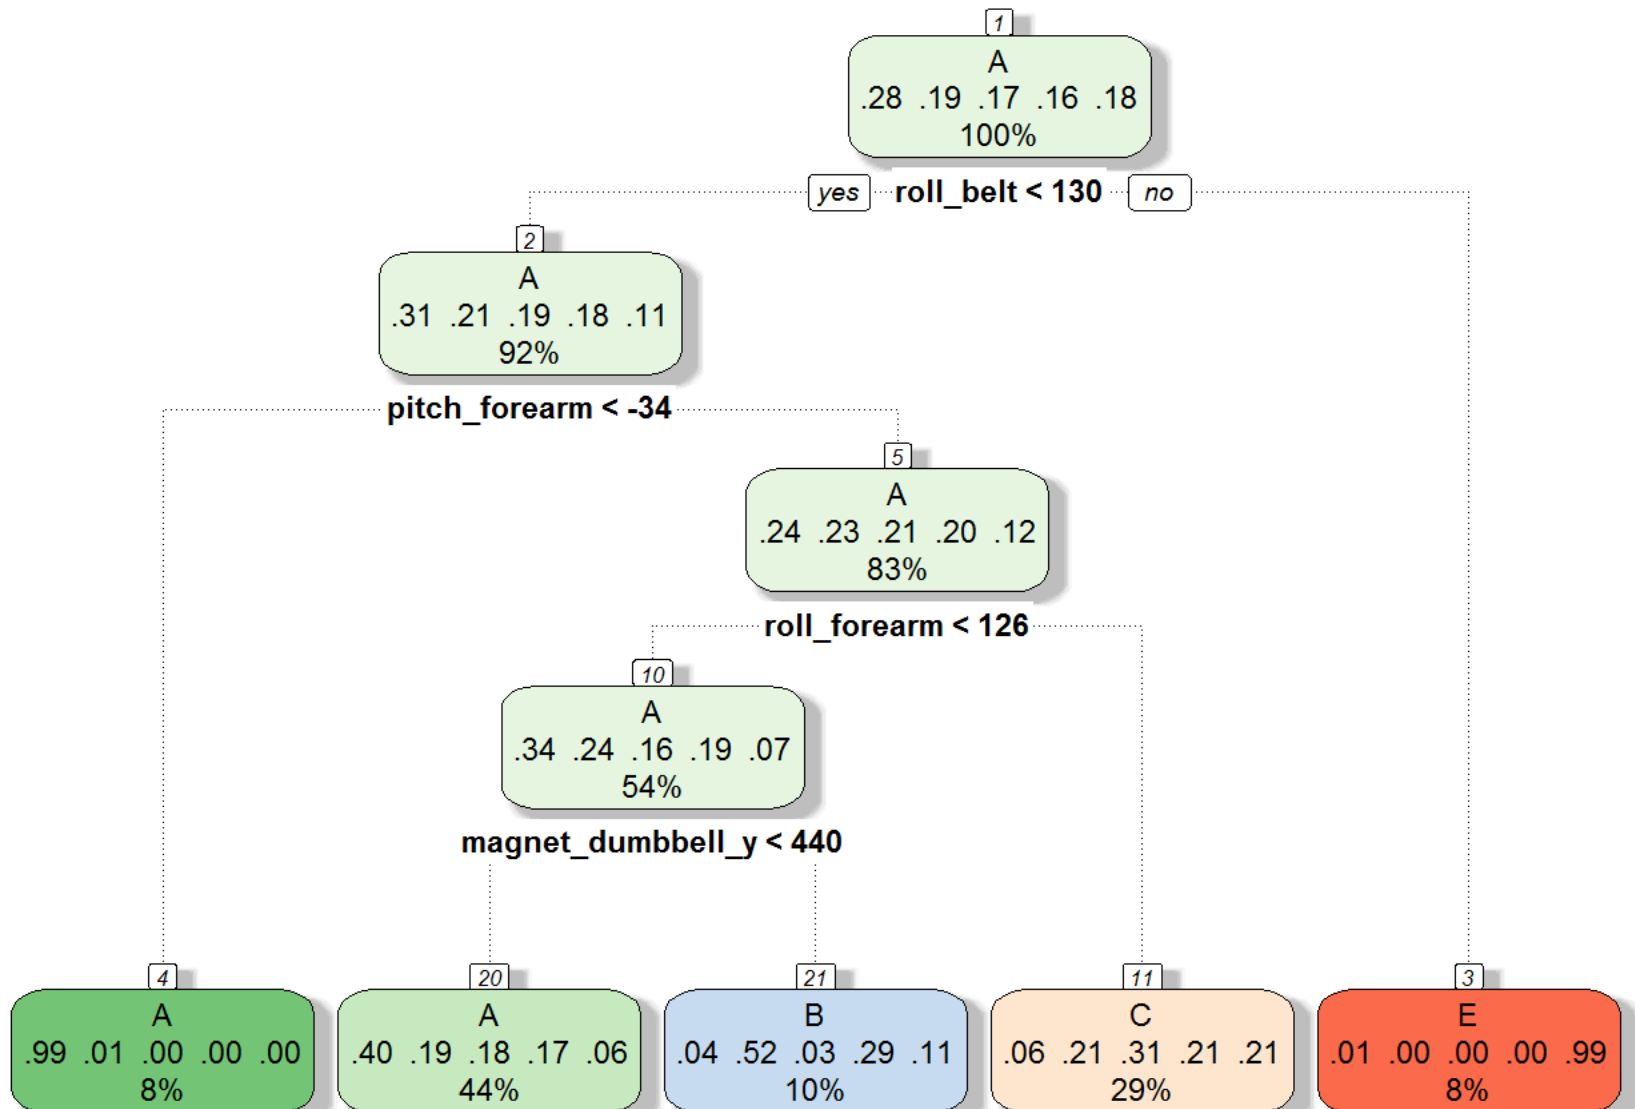 1
A
.28 .19 .17 .16 .18
100%
yes roll_belt < 130 no
2
A
.31 .21 .19 .18 .11
92%
pitch_forearm < -34
5
A
.24 .23 .21 .20 .12
83%
roll_forearm < 126
10
A
.34 .24 .16 .19 .07
54%
magnet_dumbbell_y < 440
4
A
.99 .01 .00 .00 .00
8%
20
A
.40 .19 .18 .17 .06
44%
21
B
.04 .52 .03 .29 .11
10%
11
C
.06 .21 .31 .21 .21
29%
3
E
.01 .00 .00 .00 .99
8%